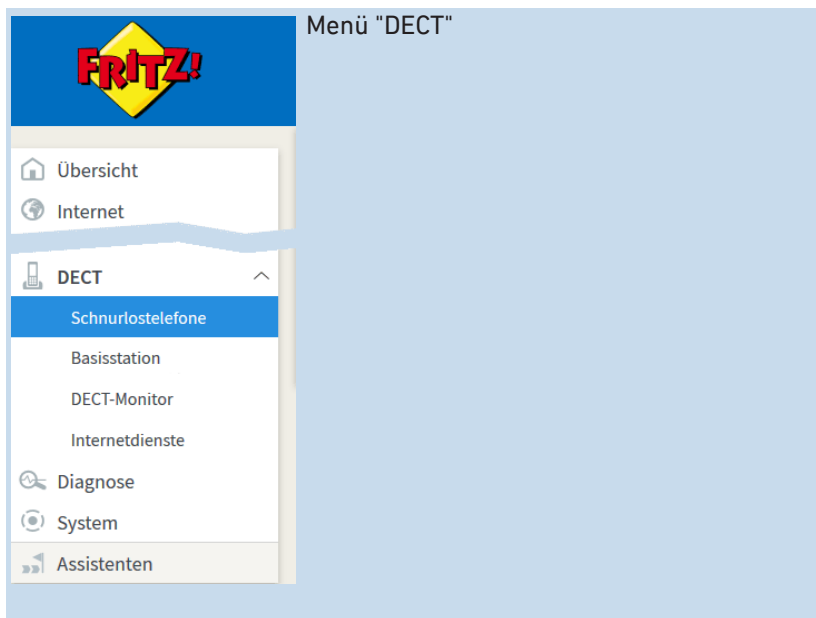 Menü "DECT"
FRITZ!
Übersicht
Internet
DECT
Schnurlostelefone
Basisstation
DECT-Monitor
Internetdienste
Diagnose
System
Assistenten